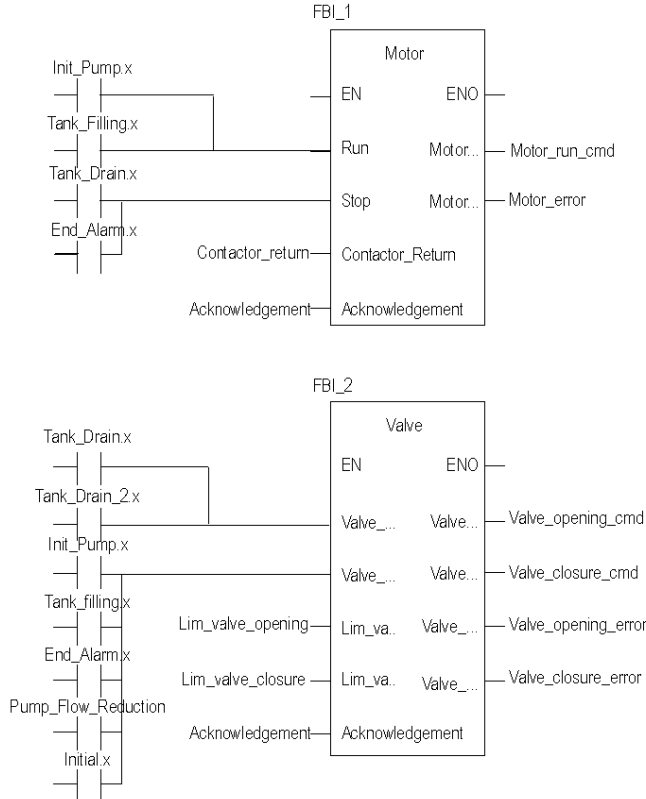 FBI_1
Motor
Init_Pump.x
EN ENO
Tank_Filling.x
Run Motor... Motor_run_cmd
Tank_Drain.x
Stop Motor... Motor_error
End_Alarm.x
Contactor_return Contactor_Return
Acknowledgement Acknowledgement
FBI_2
Valve
Tank_Drain.x
EN ENO
Tank_Drain_2.x
Valve_... Valve... Valve_opening_cmd
Init_Pump.x
Valve_... Valve... Valve_closure_cmd
Tank_filling.x
Lim_valve_opening Lim_va.. Valve_... Valve_opening_error
End_Alarm.x
Lim_valve_closure Lim_va.. Valve_... Valve_closure_error
Pump_Flow_Reduction
Acknowledgement Acknowledgement
Initial.x